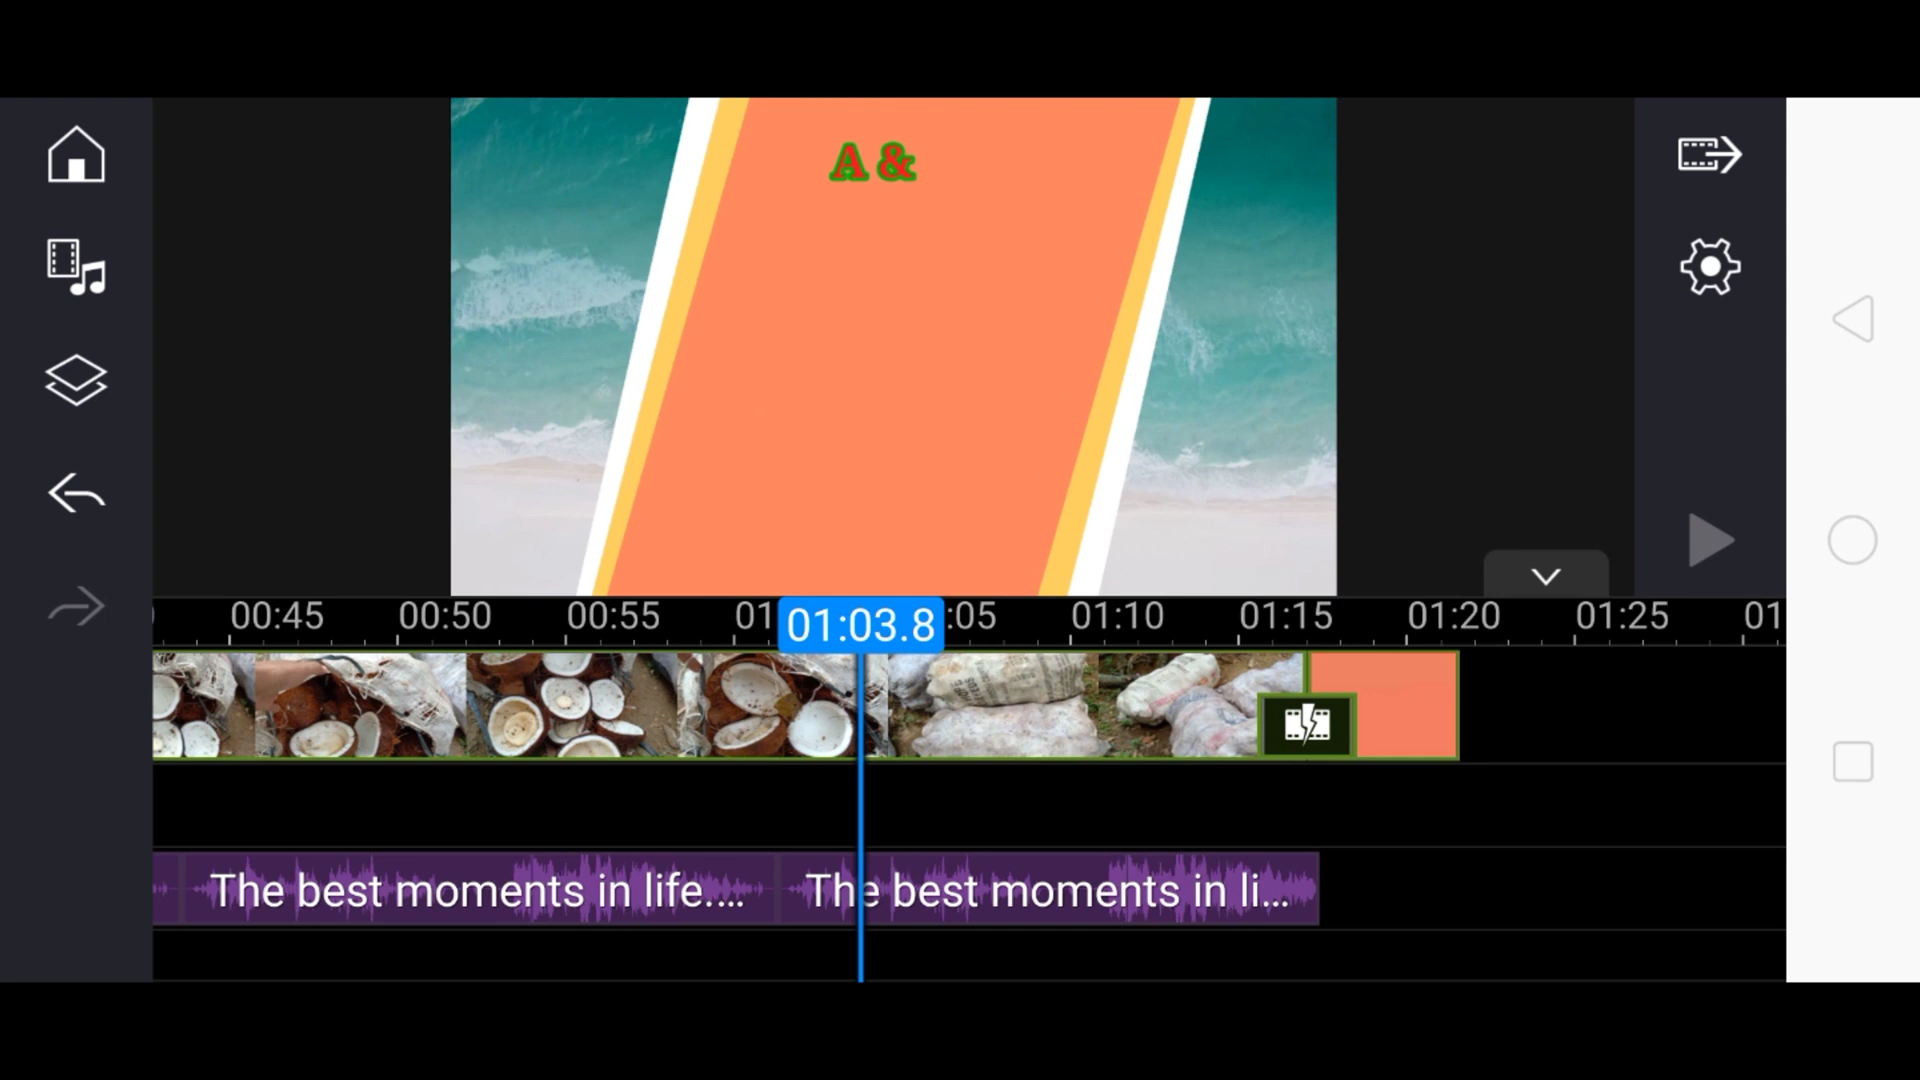 A &
00:45 00:50 00:55 01 01:03.8 :05 01:10 01:15 01:20 01:25 01
The best moments in life.... The best moments in li...